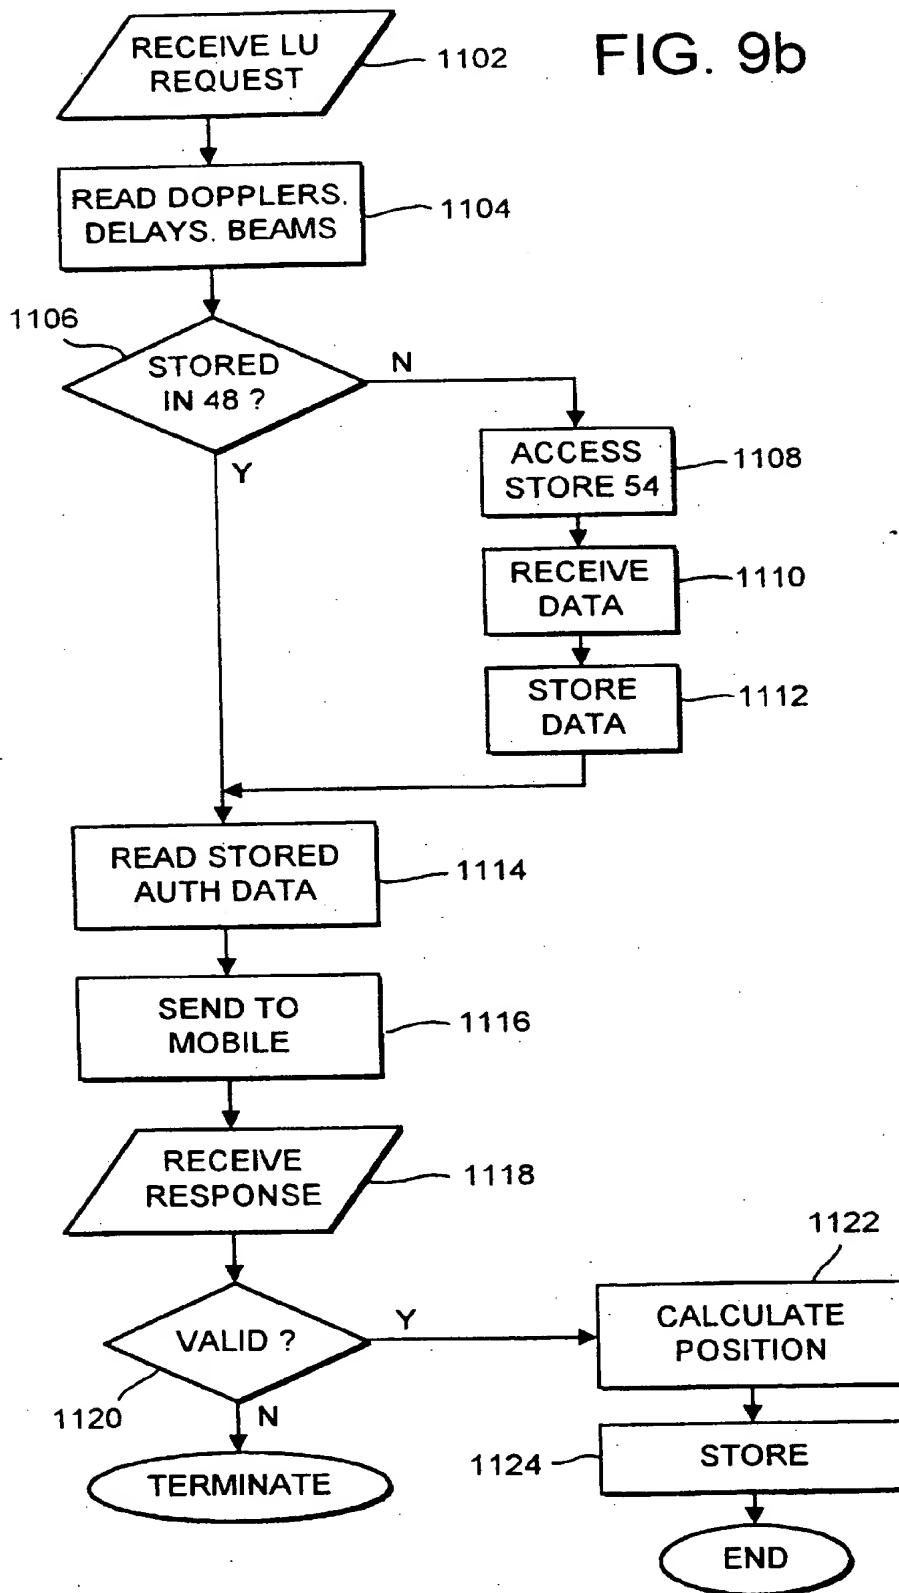 FIG. 9b
RECEIVE LU
REQUEST
1102
READ DOPPLERS.
DELAYS. BEAMS
1104
1106
STORED
IN 48 ?
N
Y
ACCESS
STORE 54
1108
RECEIVE
DATA
1110
STORE
DATA
1112
READ STORED
AUTH DATA
1114
SEND TO
MOBILE
1116
RECEIVE
RESPONSE
1118
VALID ?
Y
1120
N
TERMINATE
1122
CALCULATE
POSITION
1124
STORE
END